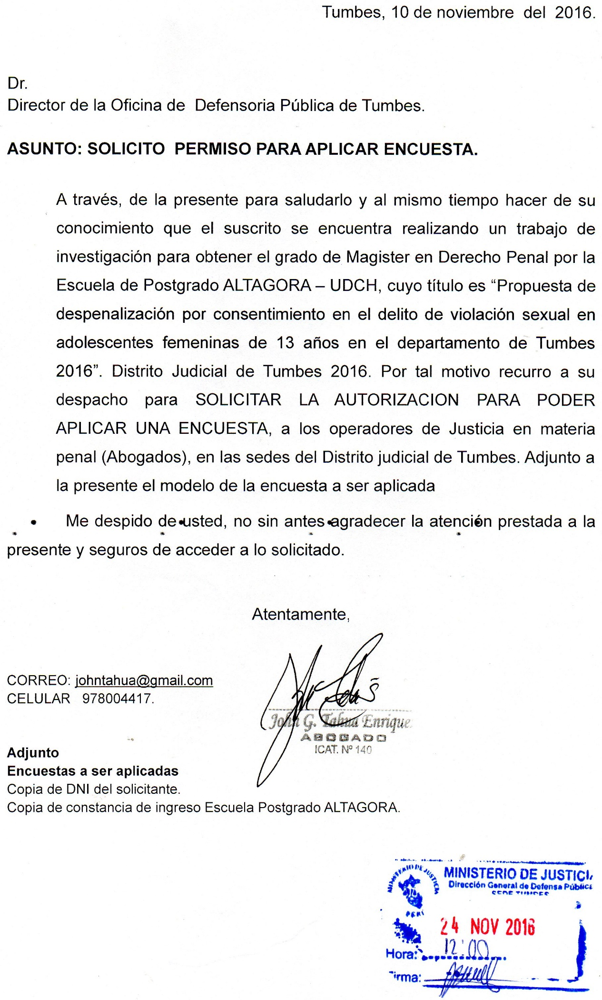 Tumbes, 10 de noviembre  del  2016.
Dr.
Director de la Oficina de  Defensoria Pública de Tumbes.
ASUNTO: SOLICITO  PERMISO PARA APLICAR ENCUESTA.
A través, de la presente para saludarlo y al mismo tiempo hacer de su
conocimiento que el suscrito se encuentra realizando un trabajo de
investigación para obtener el grado de Magister en Derecho Penal por la
Escuela de Postgrado ALTAGORA – UDCH, cuyo título es “Propuesta de
despenalización por consentimiento en el delito de violación sexual en
adolescentes femeninas de 13 años en el departamento de Tumbes
2016”. Distrito Judicial de Tumbes 2016. Por tal motivo recurro a su
despacho para SOLICITAR LA AUTORIZACION PARA PODER
APLICAR UNA ENCUESTA, a los operadores de Justicia en materia
penal (Abogados), en las sedes del Distrito judicial de Tumbes. Adjunto a
la presente el modelo de la encuesta a ser aplicada
Me despido de usted, no sin antes agradecer la atención prestada a la
presente y seguros de acceder a lo solicitado.
Atentamente,
CORREO: johntahua@gmail.com
CELULAR   978004417.
John G. Tahua Enrique
ABOGADO
ICAT. Nº 140
Adjunto
Encuestas a ser aplicadas
Copia de DNI del solicitante.
Copia de constancia de ingreso Escuela Postgrado ALTAGORA.
MINISTERIO DE JUSTICIA
PERÚ
MINISTERIO DE JUSTICI
Dirección General de Defensa Pública
SEDE TUMBES
24 NOV 2016
Hora: 12:00
Firma: